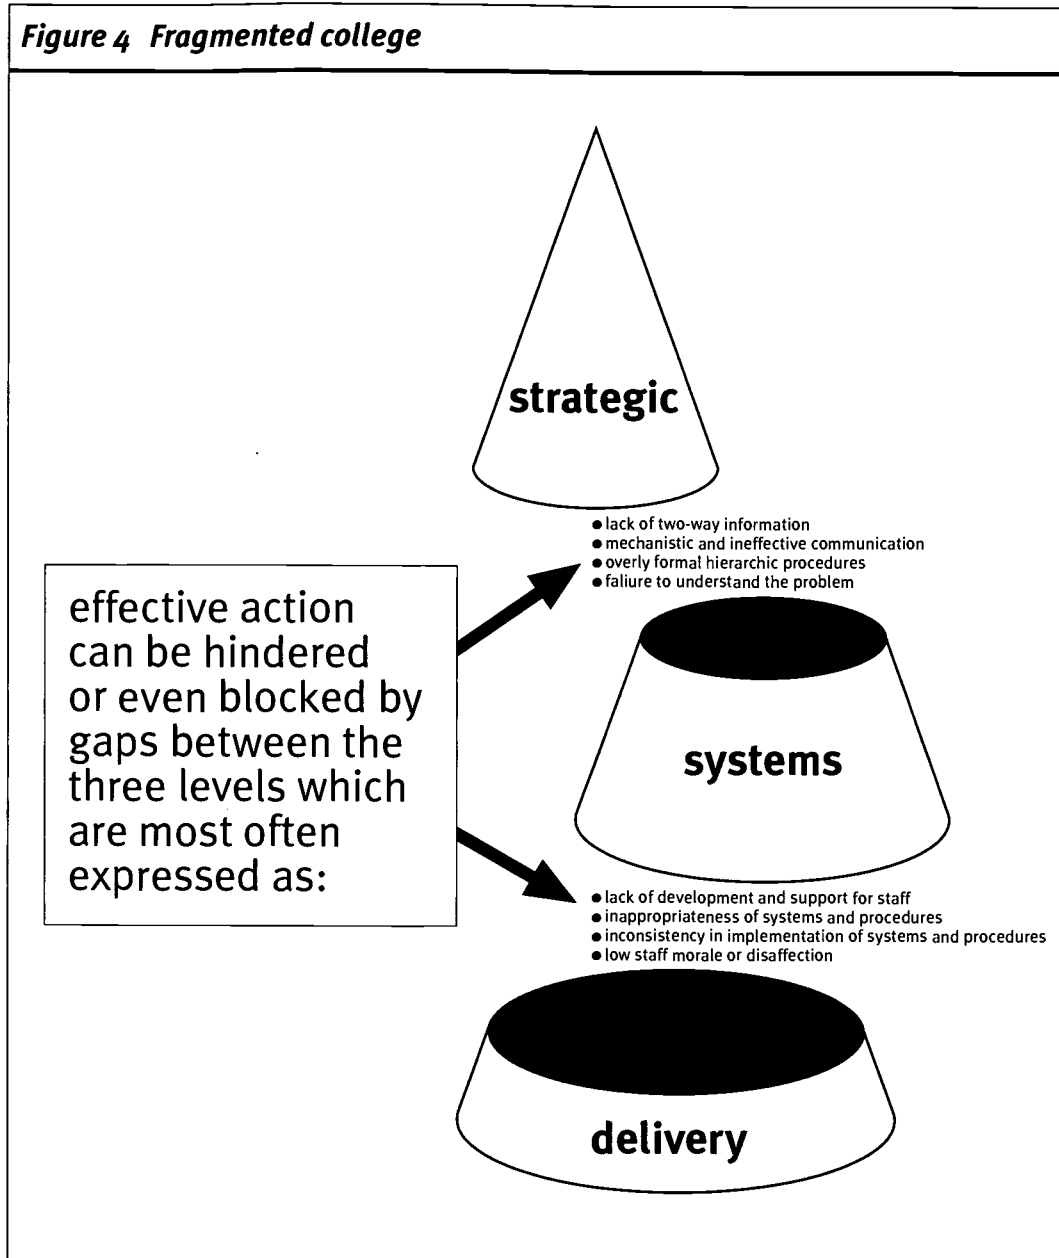 Figure 4 Fragmented college
strategic
● lack of two-way information
● mechanistic and ineffective communication
● overly formal hierarchic procedures
● faliure to understand the problem
effective action
can be hindered
or even blocked by
gaps between the
three levels which
are most often
expressed as:
systems
● lack of development and support for staff
● inappropriateness of systems and procedures
● inconsistency in implementation of systems and procedures
● low staff morale or disaffection
delivery